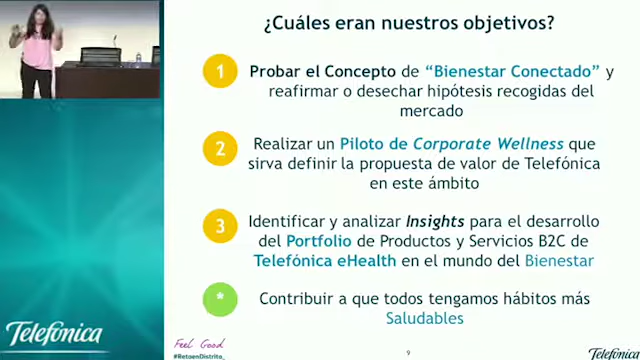 ¿Cuáles eran nuestros objetivos?
1
Probar el Concepto de “Bienestar Conectado” y
reafirmar o desechar hipótesis recogidas del
mercado
2
Realizar un Piloto de Corporate Wellness que
sirva definir la propuesta de valor de Telefónica
en este ámbito
3
Identificar y analizar Insights para el desarrollo
del Portfolio de Productos y Servicios B2C de
Telefónica eHealth en el mundo del Bienestar
*
Contribuir a que todos tengamos hábitos más
Saludables
Telefónica
Feel Good
#RetoenDistrito_
9
Telefónica